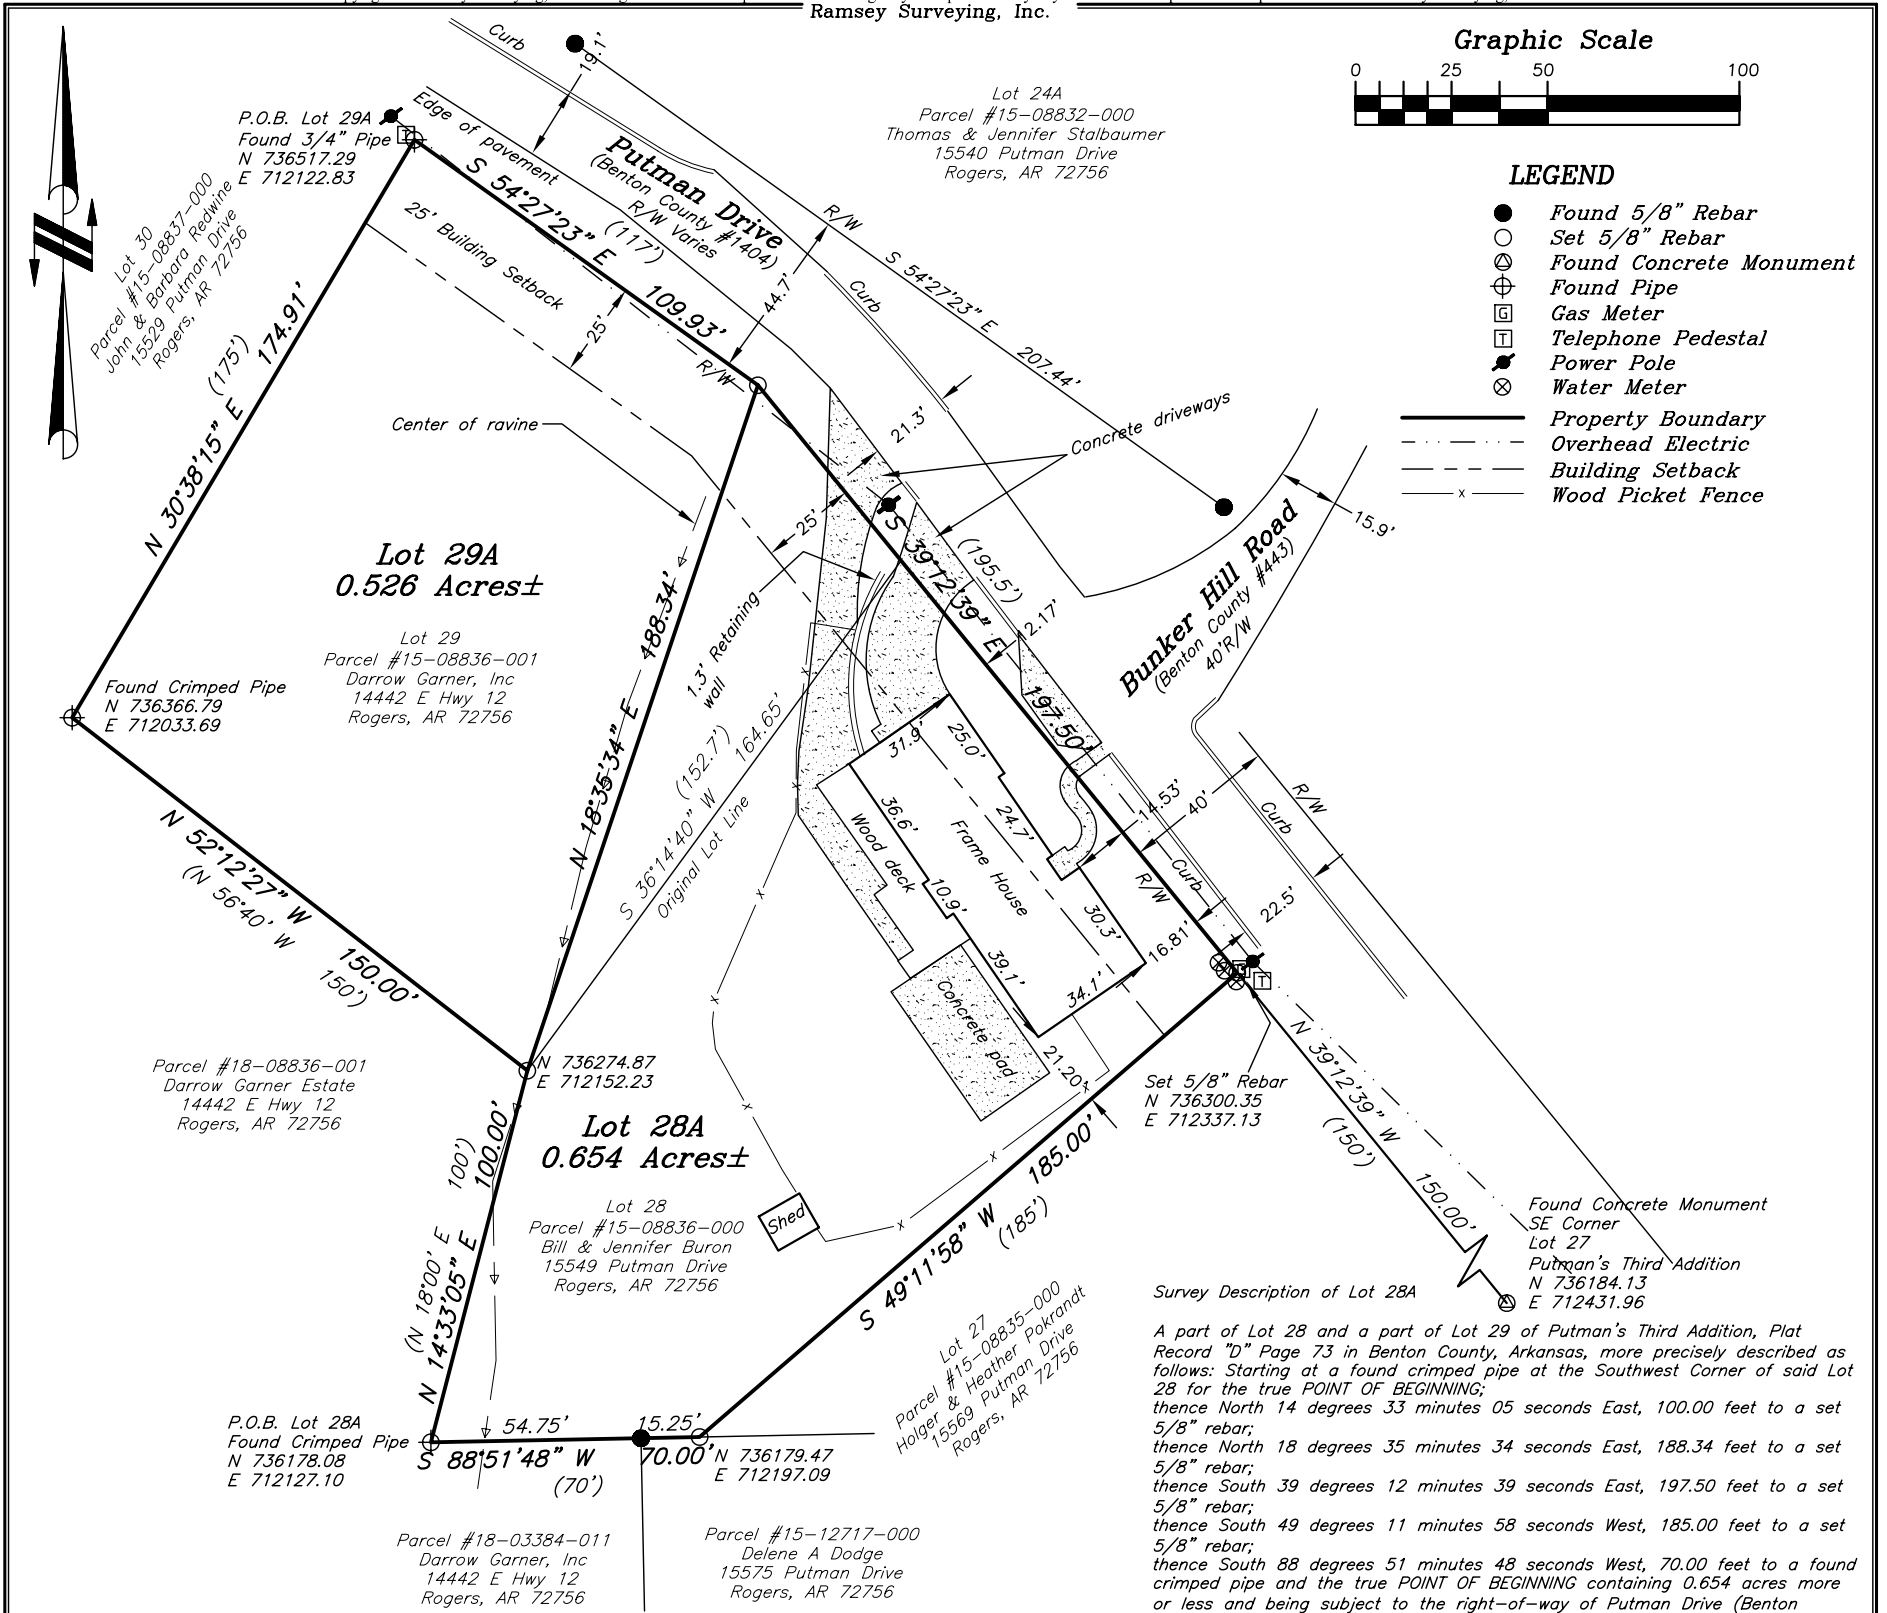 Ramsey Surveying, Inc.
Graphic Scale
0 25 50 100
LEGEND
Found 5/8" Rebar
Set 5/8" Rebar
Found Concrete Monument
Found Pipe
G Gas Meter
T Telephone Pedestal
Power Pole
Water Meter
Property Boundary
Overhead Electric
Building Setback
x Wood Picket Fence
Curb
19.1'
Lot 24A
Parcel #15-08832-000
Thomas & Jennifer Stalbaumer
15540 Putman Drive
Rogers, AR 72756
P.O.B. Lot 29A
Found 3/4" Pipe
N 736517.29
E 712122.83
T
Edge of pavement
Putman Drive
(Benton County #1404)
R/W Varies
(117')
S 54°27'23" E
109.93'
R/W
25' Building Setback
25'
44.7'
R/W
S 54°27'23" E
207.44'
Curb
21.3'
Concrete driveways
Lot 30
Parcel #15-08837-000
John & Barbara Redwine
15529 Putman Drive
Rogers, AR 72756
N 30°38'15" E
174.91'
(175')
Center of ravine
25'
S 39°12'39" E
(195.5')
197.50'
2.17'
Bunker Hill Road
(Benton County #443)
40'R/W
15.9'
Lot 29A
0.526 Acres±
Lot 29
Parcel #15-08836-001
Darrow Garner, Inc
14442 E Hwy 12
Rogers, AR 72756
Found Crimped Pipe
N 736366.79
E 712033.69
N 18°35'34" E
188.34'
1.3' Retaining
wall
S 36°14'40" W
(152.7')
164.65'
Original Lot Line
N 52°12'27" W
150.00'
(N 56°40' W
150')
31.9'
25.0'
24.7'
36.6'
Wood deck
Frame House
10.9'
30.3'
39.1'
34.1'
Concrete pad
21.20'
14.53'
40'
R/W
Curb
R/W
Curb
22.5'
16.81'
G
T
Set 5/8" Rebar
N 736300.35
E 712337.13
N 39°12'39" W
(150')
150.00'
Found Concrete Monument
SE Corner
Lot 27
Putman's Third Addition
N 736184.13
E 712431.96
N 736274.87
E 712152.23
Parcel #18-08836-001
Darrow Garner Estate
14442 E Hwy 12
Rogers, AR 72756
Lot 28A
0.654 Acres±
Lot 28
Parcel #15-08836-000
Bill & Jennifer Buron
15549 Putman Drive
Rogers, AR 72756
Shed
N 14°33'05" E
100.00'
(N 18°00' E
100')
S 49°11'58" W
185.00'
(185')
Lot 27
Parcel #15-08835-000
Holger & Heather Pokrandt
15569 Putman Drive
Rogers, AR 72756
P.O.B. Lot 28A
Found Crimped Pipe
N 736178.08
E 712127.10
54.75'
15.25'
S 88°51'48" W
70.00'
(70')
N 736179.47
E 712197.09
Parcel #18-03384-011
Darrow Garner, Inc
14442 E Hwy 12
Rogers, AR 72756
Parcel #15-12717-000
Delene A Dodge
15575 Putman Drive
Rogers, AR 72756
Survey Description of Lot 28A
A part of Lot 28 and a part of Lot 29 of Putman's Third Addition, Plat
Record "D" Page 73 in Benton County, Arkansas, more precisely described as
follows: Starting at a found crimped pipe at the Southwest Corner of said Lot
28 for the true POINT OF BEGINNING;
thence North 14 degrees 33 minutes 05 seconds East, 100.00 feet to a set
5/8" rebar;
thence North 18 degrees 35 minutes 34 seconds East, 188.34 feet to a set
5/8" rebar;
thence South 39 degrees 12 minutes 39 seconds East, 197.50 feet to a set
5/8" rebar;
thence South 49 degrees 11 minutes 58 seconds West, 185.00 feet to a set
5/8" rebar;
thence South 88 degrees 51 minutes 48 seconds West, 70.00 feet to a found
crimped pipe and the true POINT OF BEGINNING containing 0.654 acres more
or less and being subject to the right-of-way of Putman Drive (Benton